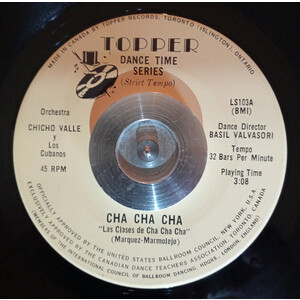 MADE IN CANADA BY TOPPER RECORDS, TORONTO (ISLINGTON), ONTARIO
TOPPER
DANCE TIME
SERIES
(Strict Tempo)
LS103A
(BMI)
Orchestra
CHICHO VALLE
y Los
Cubanos
45 RPM
Dance Director
BASIL VALVASORI
Tempo
32 Bars Per Minute
Playing Time
3:08
CHA CHA CHA
"Las Clases de Cha Cha Cha"
(Marquez-Marmolejo)
OFFICIALLY APPROVED BY THE UNITED STATES BALLROOM COUNCIL, NEW YORK, U.S.A.
OFFICIALLY APPROVED BY THE CANADIAN DANCE TEACHERS ASSOCIATION, TORONTO, CANADA
(MEMBERS OF THE INTERNATIONAL COUNCIL OF BALLROOM DANCING, LONDON, ENGLAND)